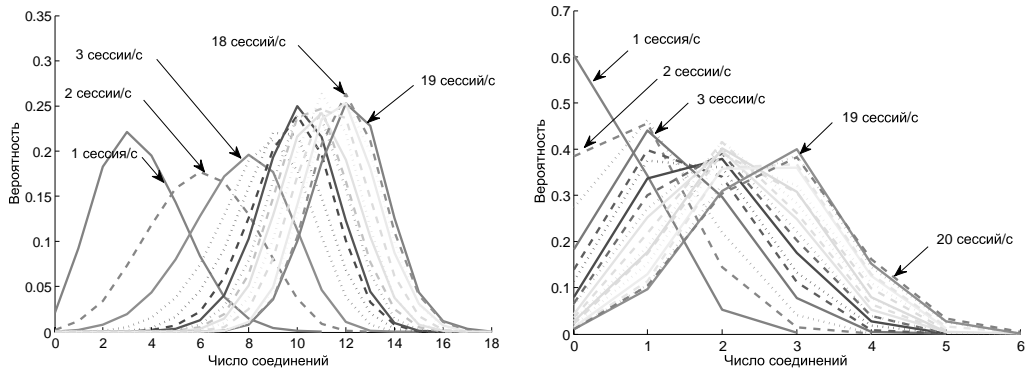 0.35
0.3
0.25
0.2
0.15
0.1
0.05
0
Вероятность
3 сессии/с
2 сессии/с
1 сессия/с
18 сессий/с
19 сессий/с
0 2 4 6 8 10 12 14 16 18
Число соединений
0.7
0.6
0.5
0.4
0.3
0.2
0.1
0
Вероятность
1 сессия/с
2 сессии/с
3 сессии/с
19 сессий/с
20 сессий/с
0 1 2 3 4 5 6
Число соединений